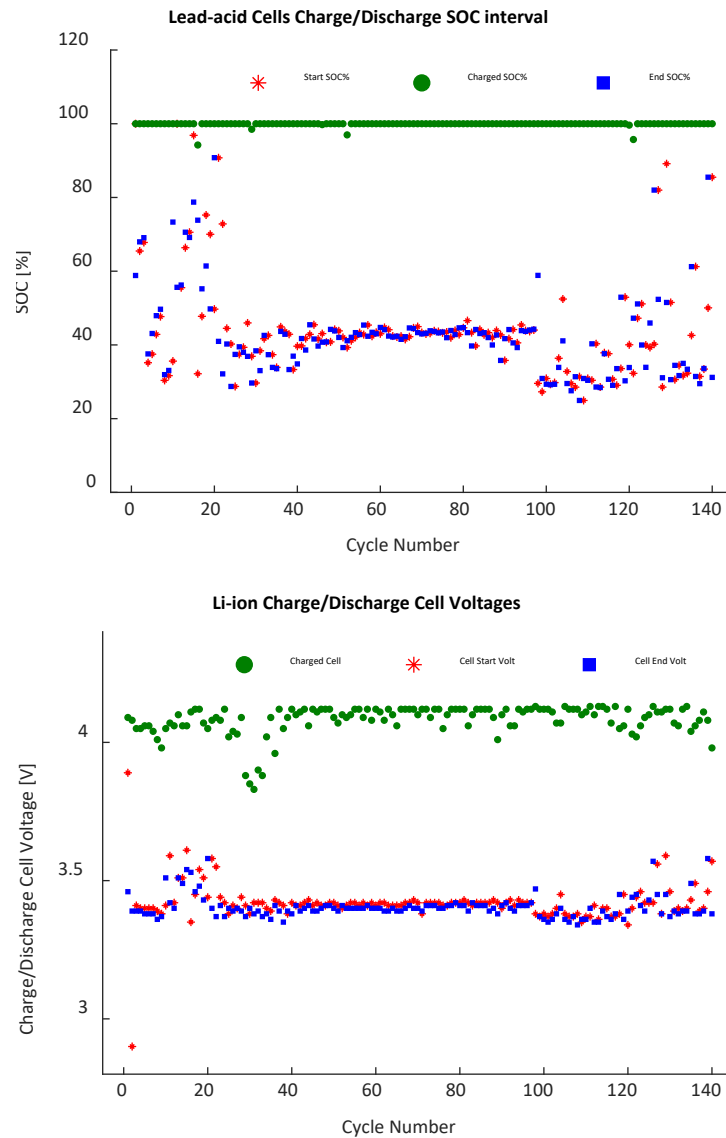 Lead-acid Cells Charge/Discharge SOC interval
120
Start SOC%
Charged SOC%
End SOC%
100
80
60
40
20
0
SOC [%]
0 20 40 60 80 100 120 140
Cycle Number
Li-ion Charge/Discharge Cell Voltages
Charged Cell
Cell Start Volt
Cell End Volt
4
3.5
3
Charge/Discharge Cell Voltage [V]
0 20 40 60 80 100 120 140
Cycle Number